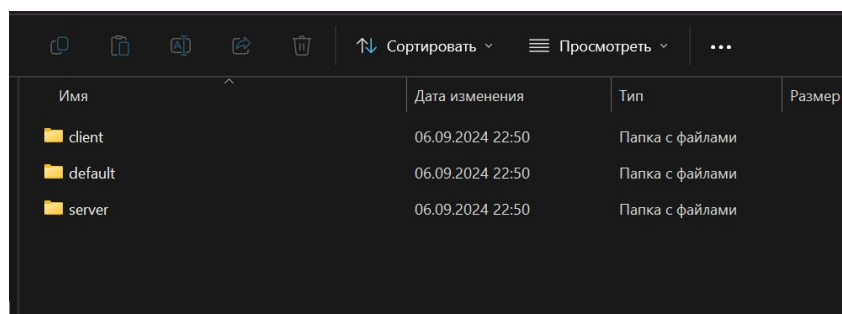 Сортировать Просмотреть
Имя Дата изменения Тип Размер
client 06.09.2024 22:50 Папка с файлами
default 06.09.2024 22:50 Папка с файлами
server 06.09.2024 22:50 Папка с файлами